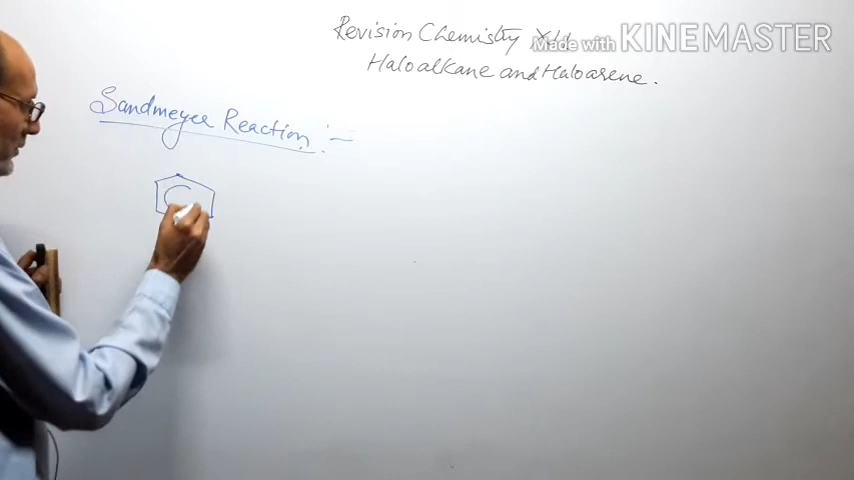 Revision Chemistry XII
Made with KINEMASTER
Haloalkane and Haloarene.
Sandmeyer Reaction :-